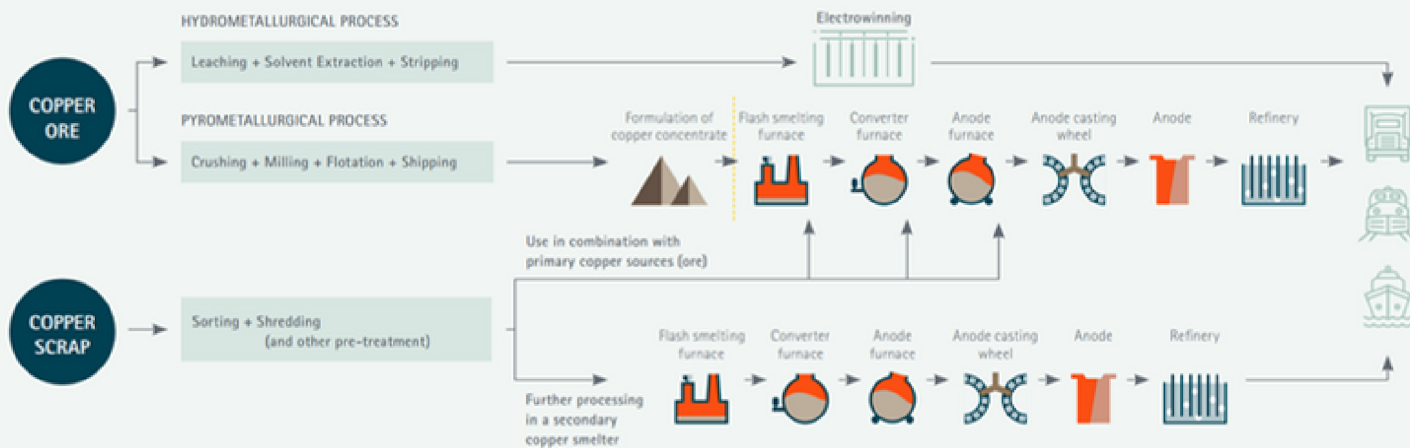 HYDROMETALLURGICAL PROCESS
Electrowinning
Leaching + Solvent Extraction + Stripping
COPPER
ORE
PYROMETALLURGICAL PROCESS
Crushing + Milling + Flotation + Shipping
Formulation of
copper concentrate
Flash smelting
furnace
Converter
furnace
Anode
furnace
Anode casting
wheel
Anode
Refinery
Use in combination with
primary copper sources (ore)
COPPER
SCRAP
Sorting + Shredding
(and other pre-treatment)
Flash smelting
furnace
Converter
furnace
Anode
furnace
Anode casting
wheel
Anode
Refinery
Further processing
in a secondary
copper smelter